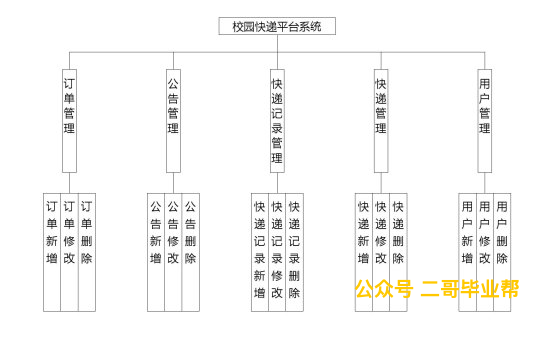 校园快递平台系统
订单管理
公告管理
快递记录管理
快递管理
用户管理
订单新增
订单修改
订单删除
公告新增
公告修改
公告删除
快递记录新增
快递记录修改
快递记录删除
快递新增
快递修改
快递删除
用户新增
用户修改
用户删除
公众号 二哥毕业帮